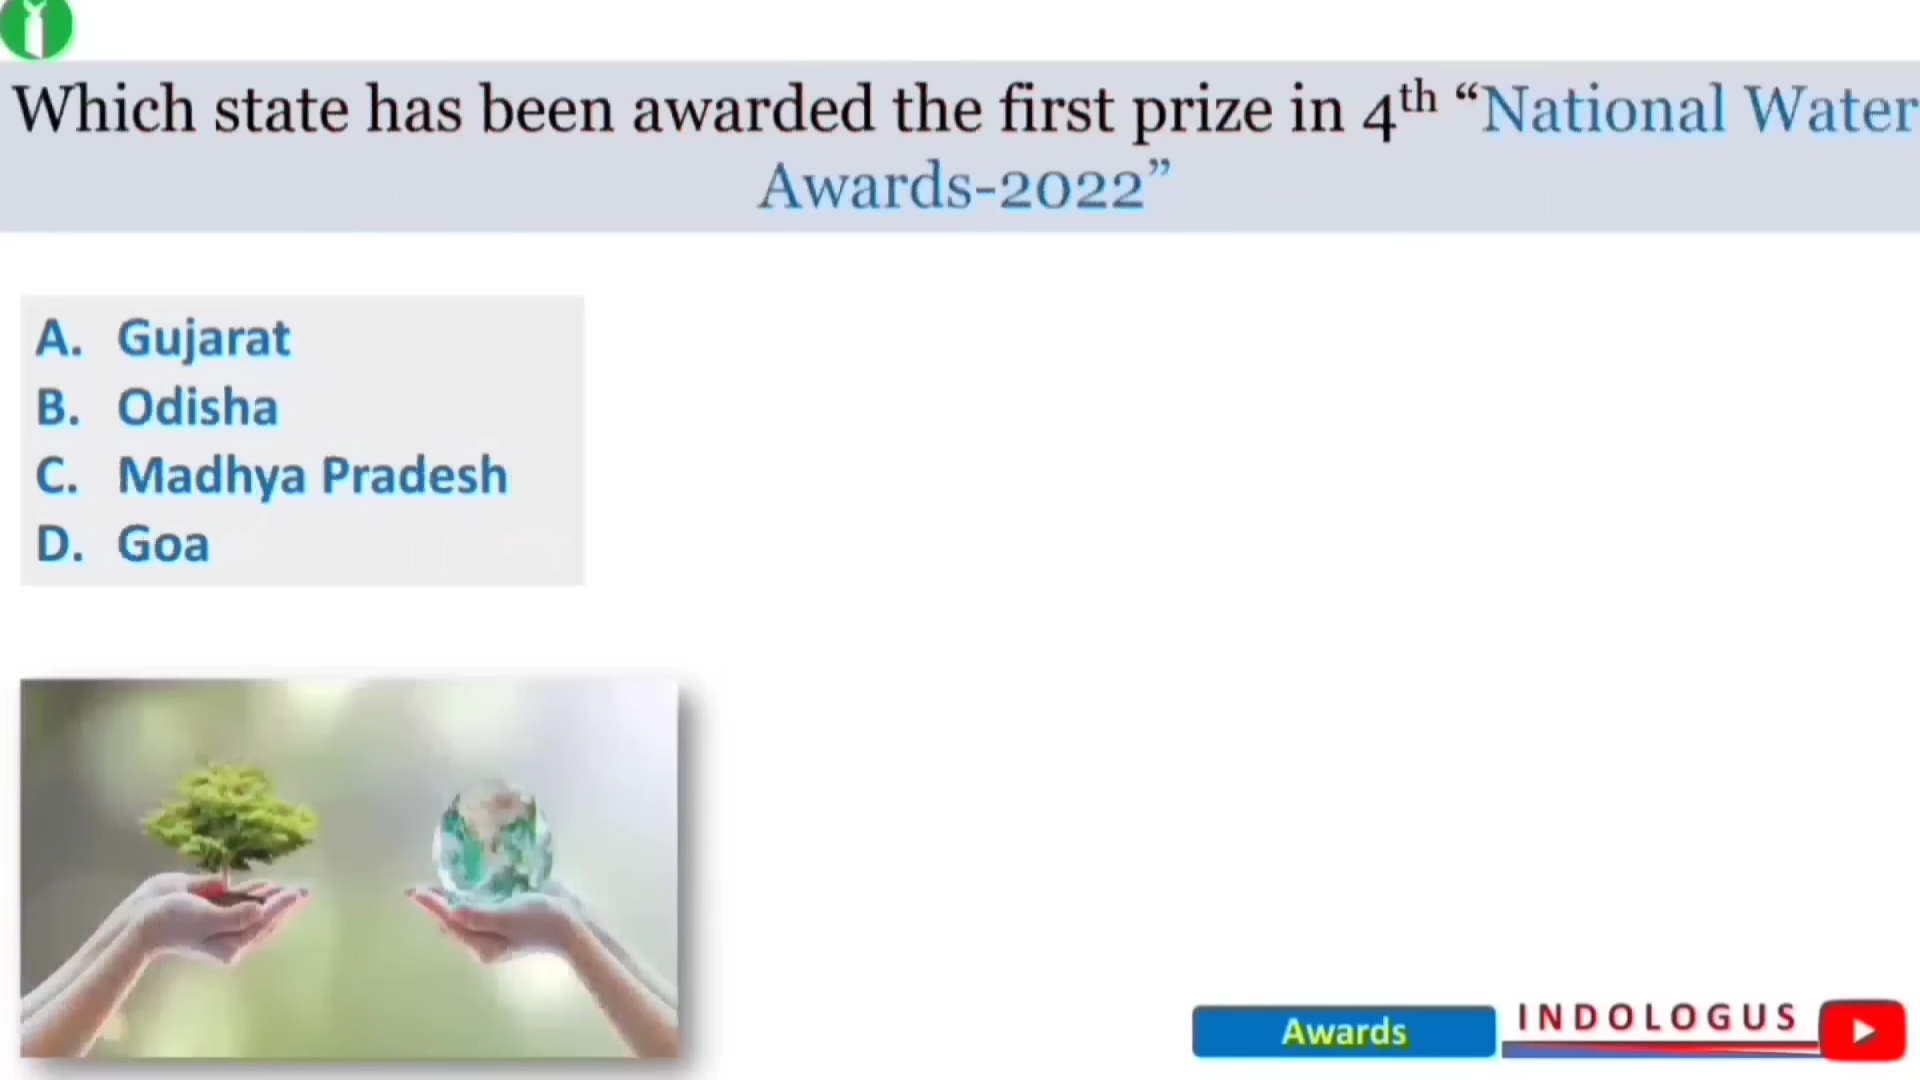 Which state has been awarded the first prize in 4th “National Water
Awards-2022”
A. Gujarat
B. Odisha
C. Madhya Pradesh
D. Goa
Awards
INDOLOGUS